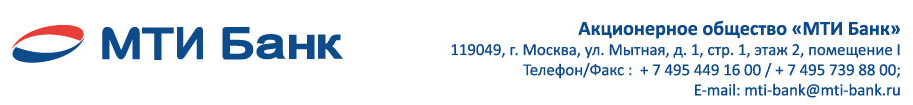 МТИ Банк
Акционерное общество «МТИ Банк»
119049, г. Москва, ул. Мытная, д. 1, стр. 1, этаж 2, помещение I
Телефон/Факс : + 7 495 449 16 00 / + 7 495 739 88 00;
E-mail: mti-bank@mti-bank.ru